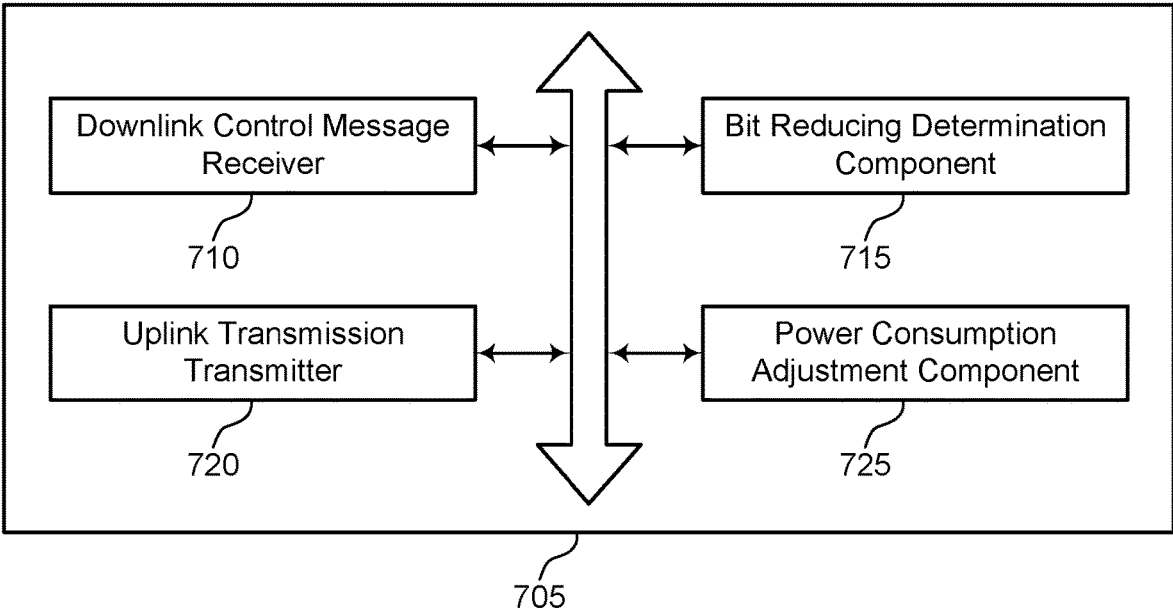 Downlink Control Message
Receiver
710
Bit Reducing Determination
Component
715
Uplink Transmission
Transmitter
720
Power Consumption
Adjustment Component
725
705